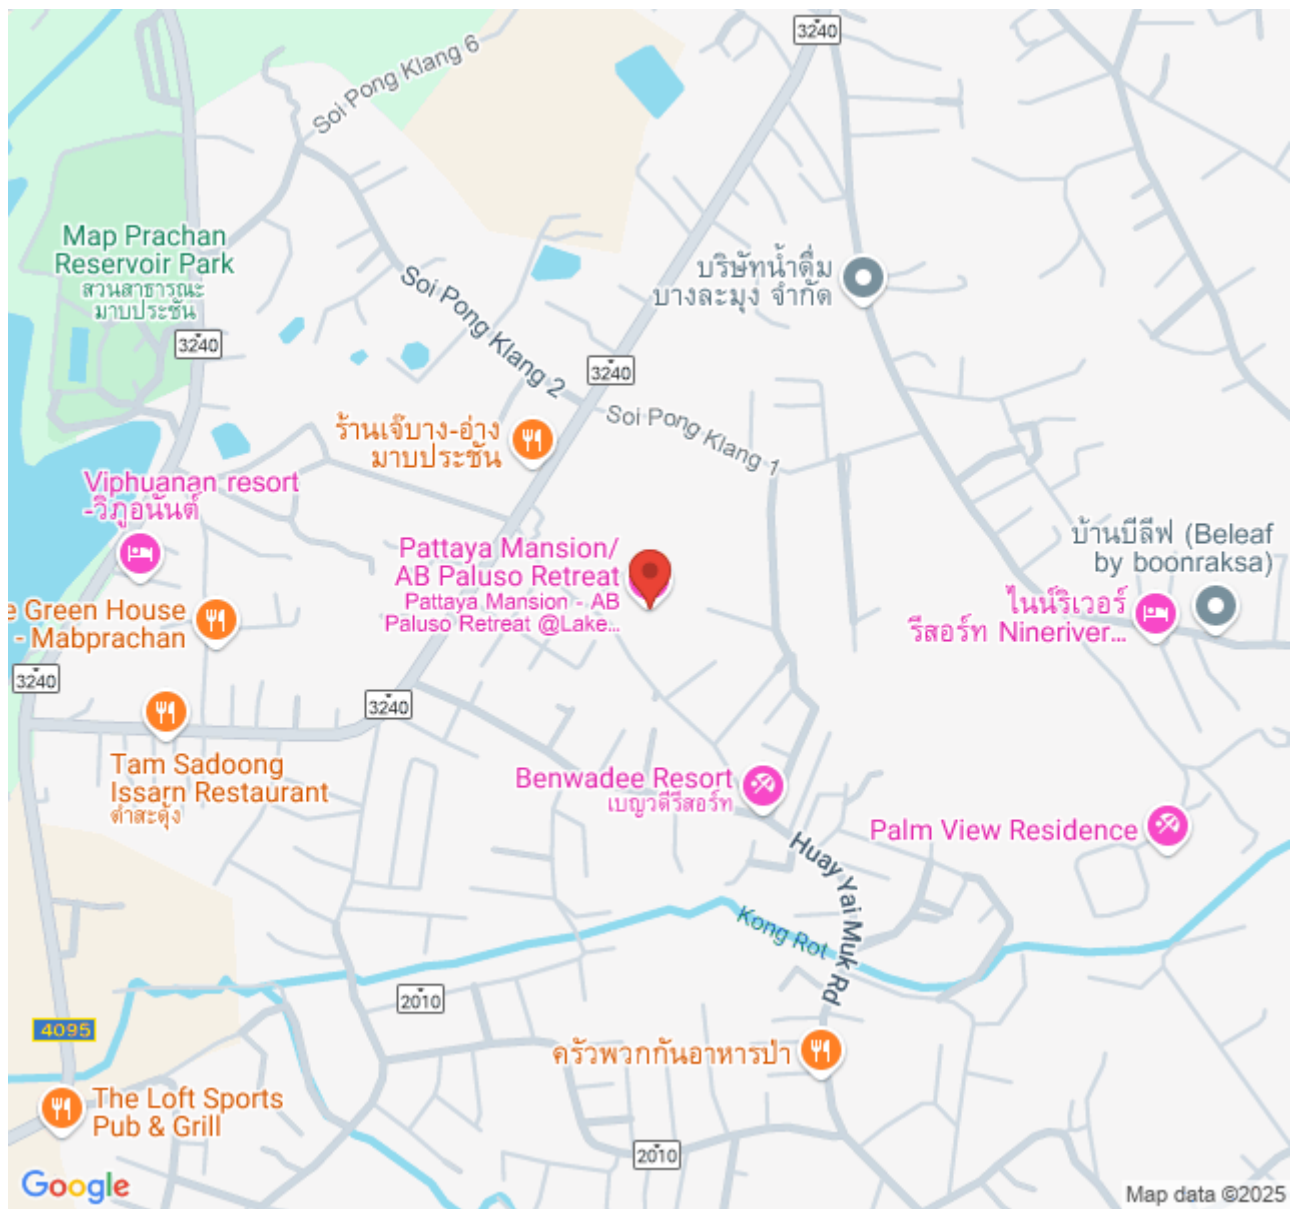 3240
Soi Pong Klang 6
Map Prachan
Reservoir Park
สวนสาธารณะ
มาบประชัน
บริษัทน้ำดื่ม
บางละมุง จำกัด
Soi Pong Klang 2
3240
3240
Soi Pong Klang 1
ร้านเจ๊บาง-อ่าง
มาบประชัน
Viphuanan resort
-วิภูอนันต์
บ้านบีลีฟ (Beleaf
by boonraksa)
Pattaya Mansion/
AB Paluso Retreat
Pattaya Mansion - AB
Paluso Retreat @Lake...
e Green House
- Mabprachan
ไนน์ริเวอร์
รีสอร์ท Nineriver...
3240
3240
Tam Sadoong
Issarn Restaurant
ตำสะดุ้ง
Benwadee Resort
เบญวดีรีสอร์ท
Palm View Residence
Huay Yai Muk Rd
Kong Rot
2010
4095
ครัวพวกกันอาหารป่า
The Loft Sports
Pub & Grill
2010
Google
Map data ©2025